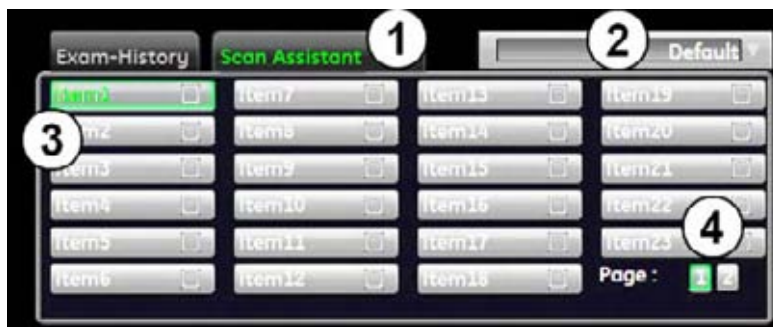 1
2
Exam-History Scan Assistant Default
Item1 Item7 Item13 Item19
3
Item2 Item8 Item14 Item20
Item3 Item9 Item15 Item21
Item4 Item10 Item16 Item22
4
Item5 Item11 Item17 Item23
Item6 Item12 Item18 Page : 1 2